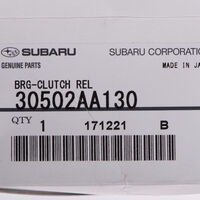 SUBARU SUBARU CORPORATION
GENUINE PARTS MADE IN JA
BRG-CLUTCH REL
30502AA130
QTY 1 171221 B